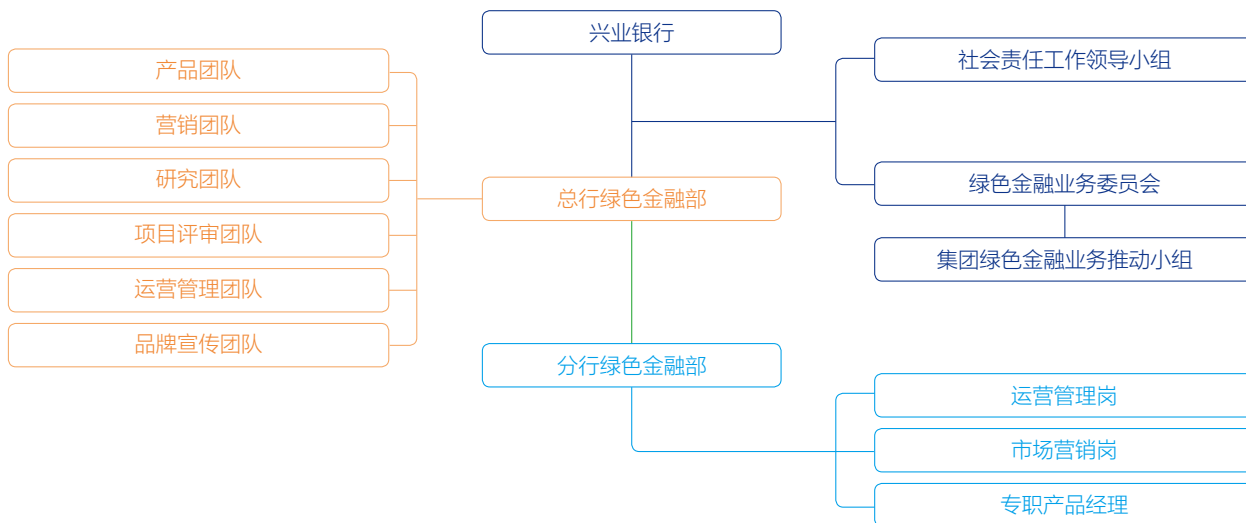 兴业银行
社会责任工作领导小组
绿色金融业务委员会
集团绿色金融业务推动小组
总行绿色金融部
产品团队
营销团队
研究团队
项目评审团队
运营管理团队
品牌宣传团队
分行绿色金融部
运营管理岗
市场营销岗
专职产品经理